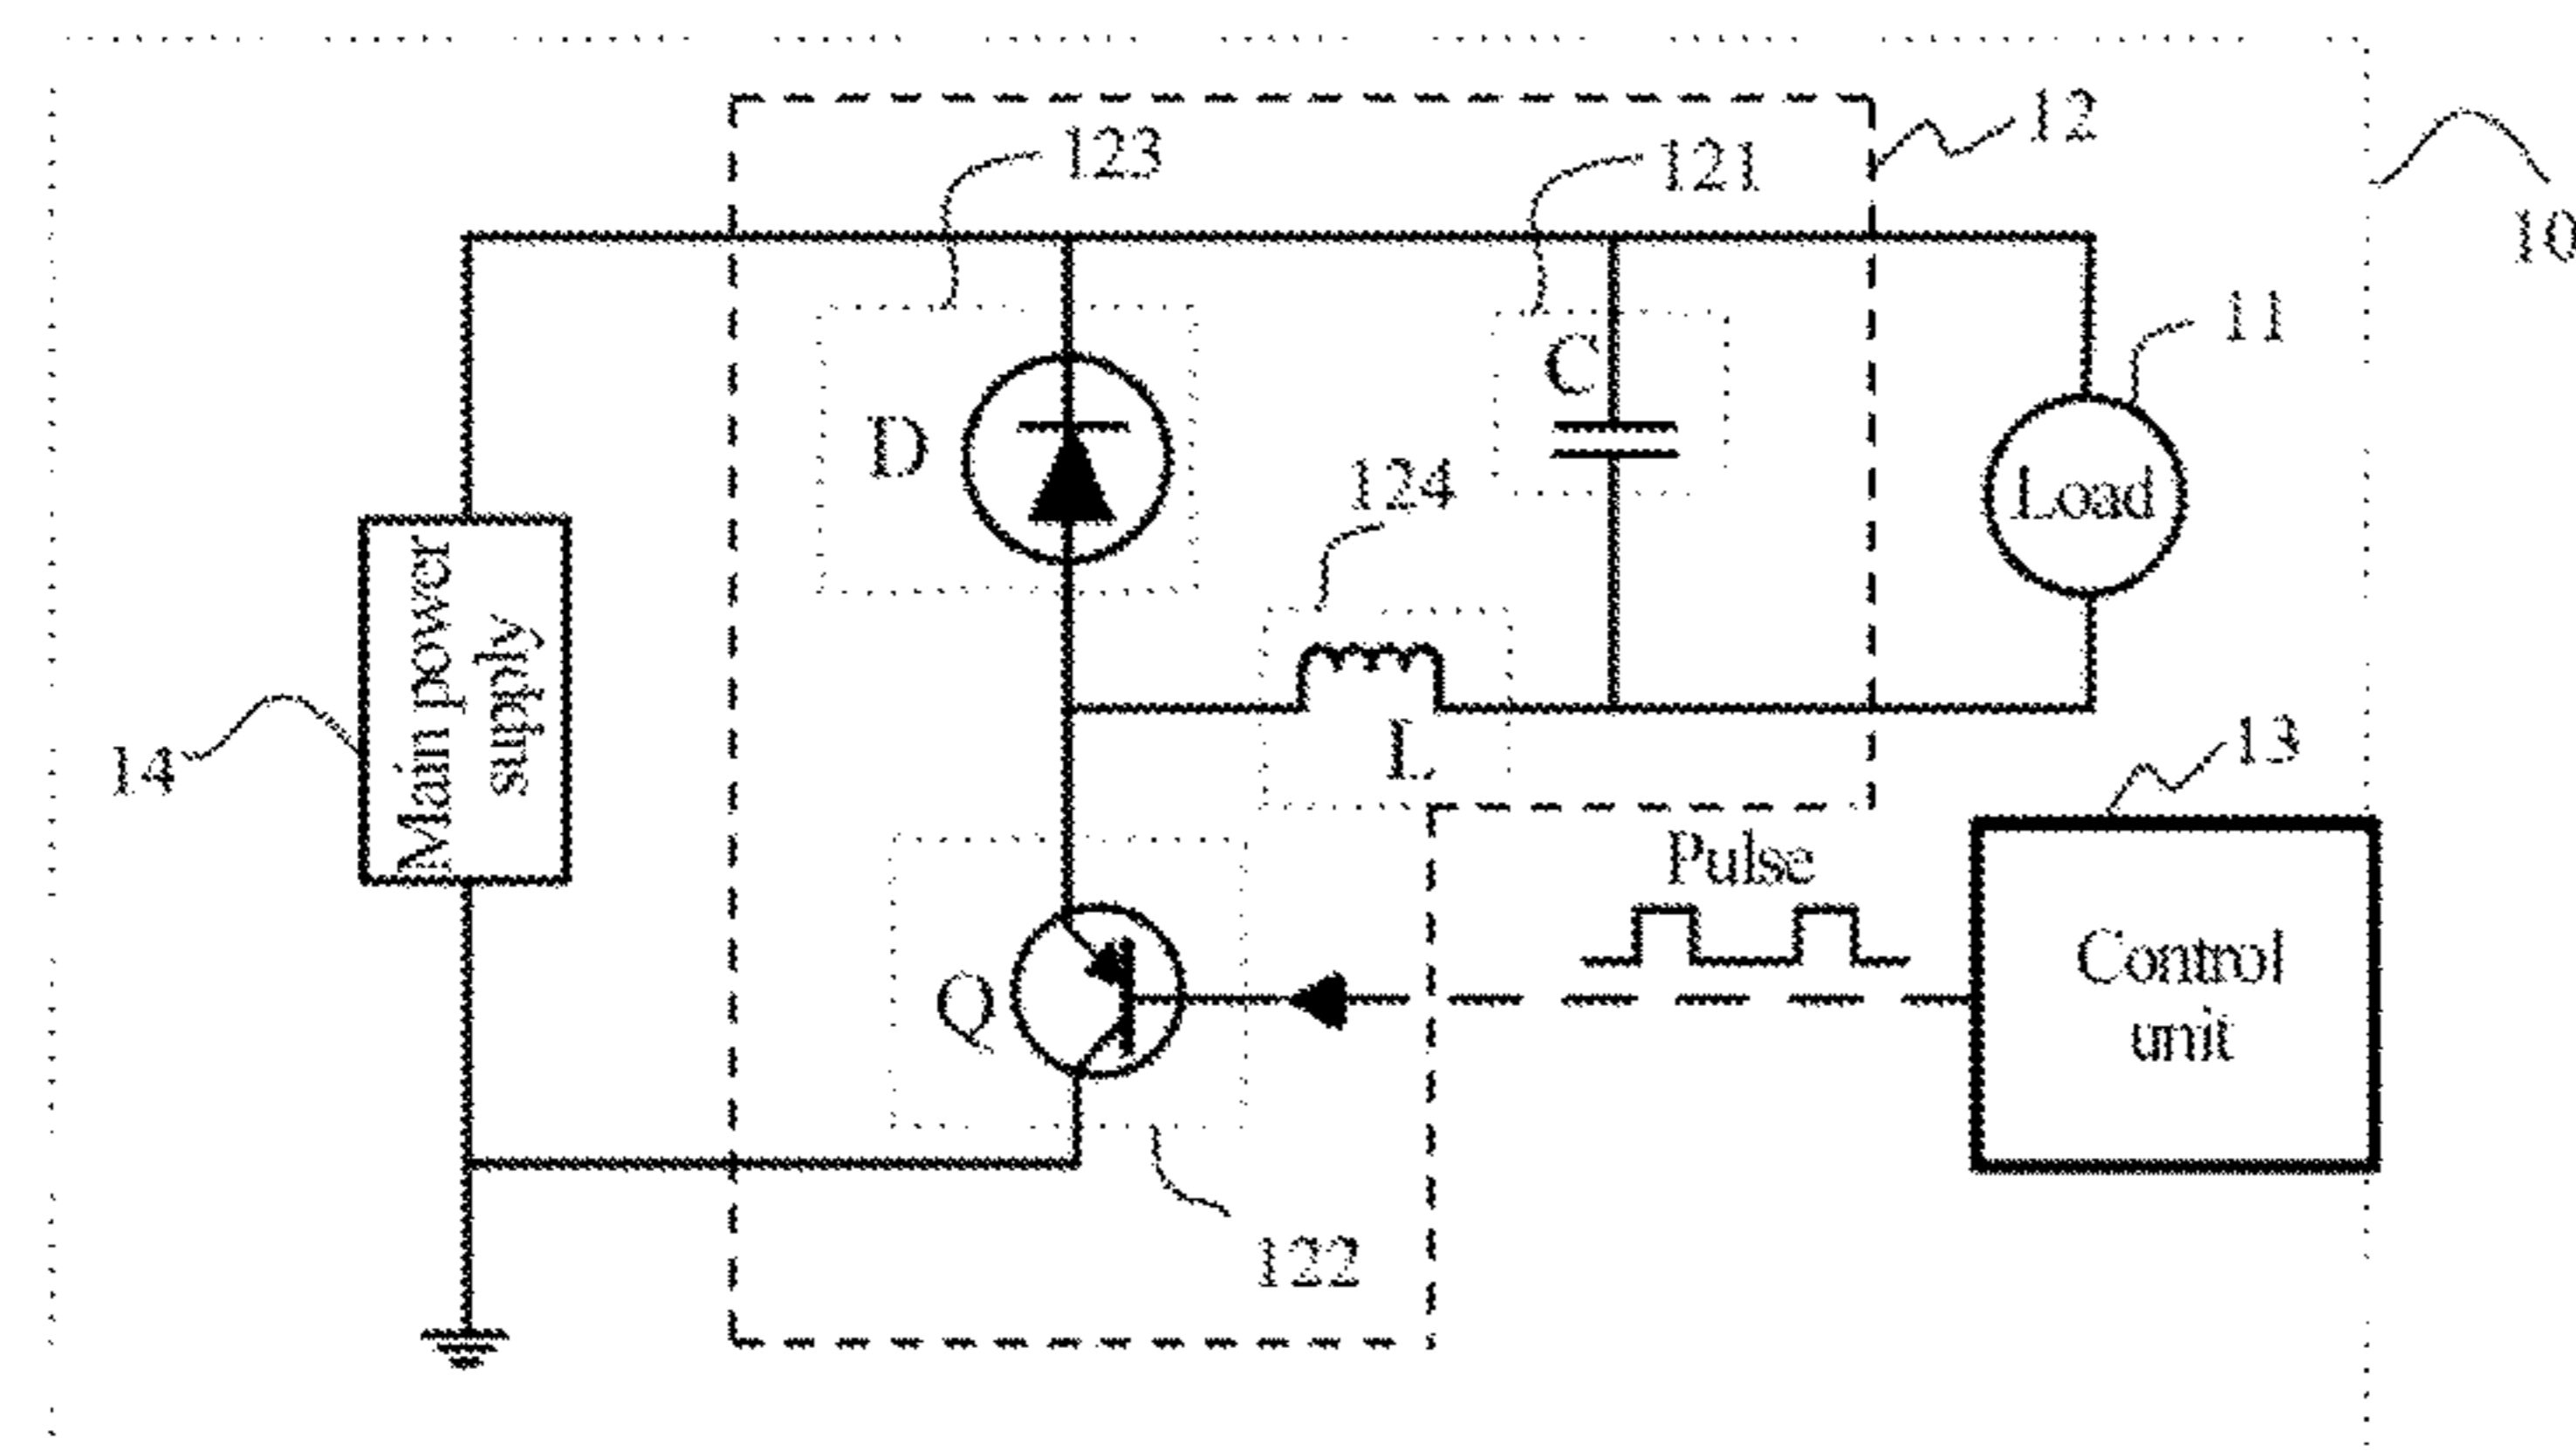 123
121
12
10
11
C
D
124
Load
Main power
supply
14
L
13
Pulse
Control
unit
Q
122